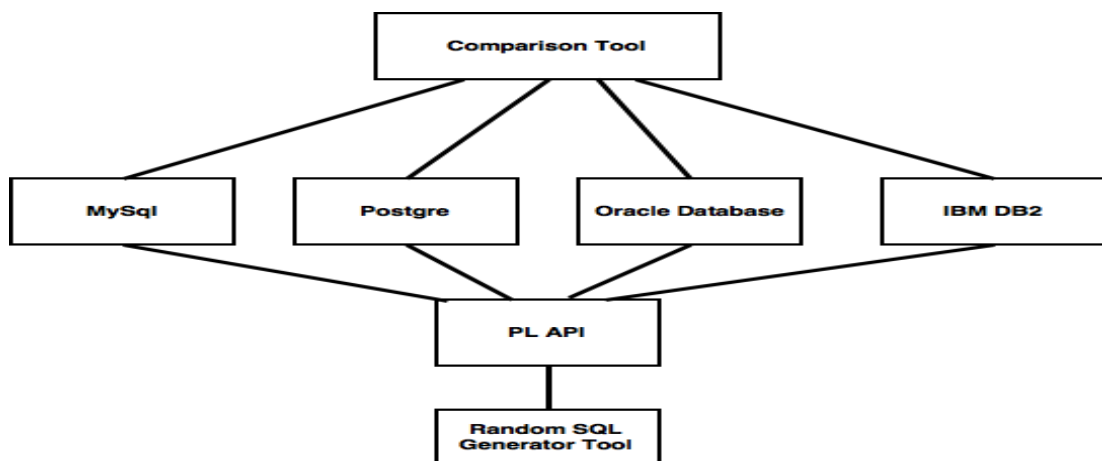 Comparison Tool
MySql
Postgre
Oracle Database
IBM DB2
PL API
Random SQL
Generator Tool